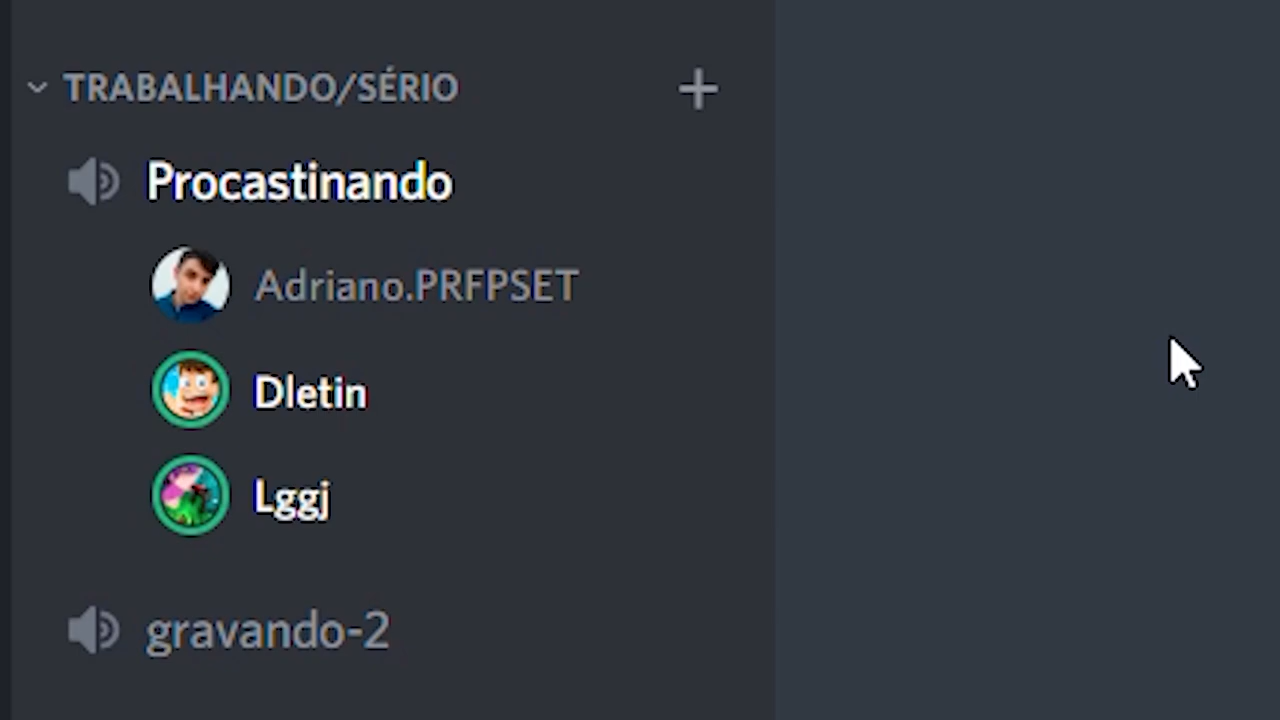 TRABALHANDO/SÉRIO
Procastinando
Adriano.PRFPSET
Dletin
Lggj
gravando-2